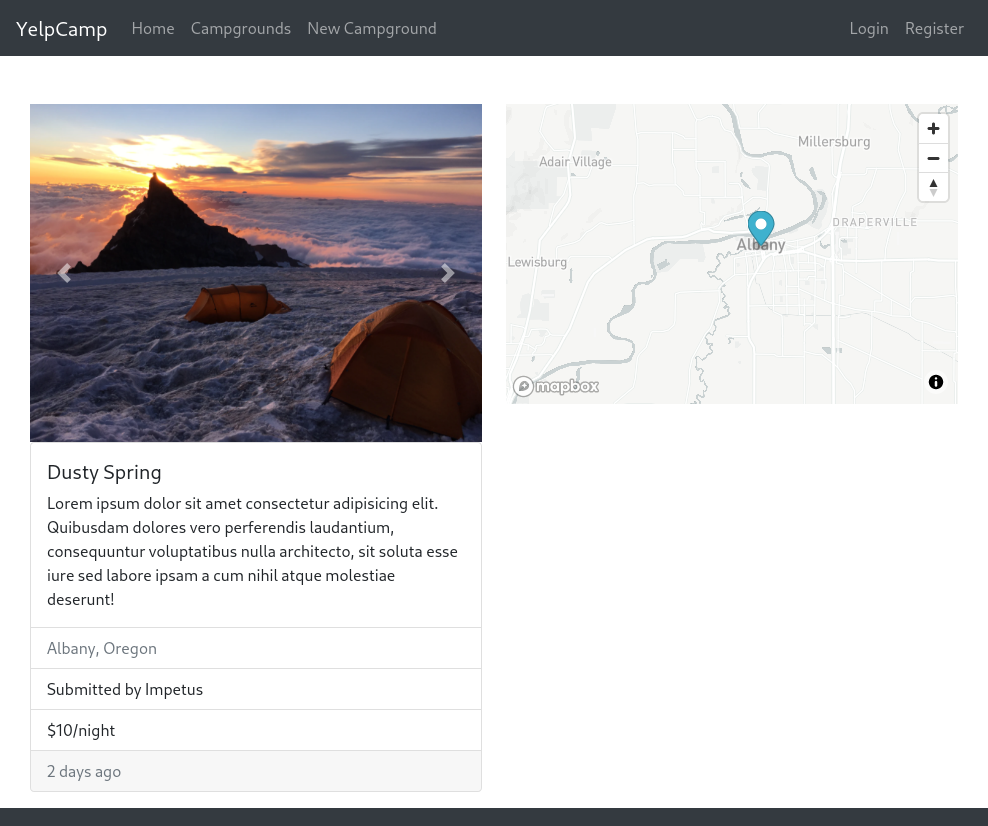 YelpCamp Home Campgrounds New Campground Login Register
Millersburg
Adair Village
DRAPERVILLE
Albany
Lewisburg
mapbox
Dusty Spring
Lorem ipsum dolor sit amet consectetur adipisicing elit.
Quibusdam dolores vero perferendis laudantium,
consequuntur voluptatibus nulla architecto, sit soluta esse
iure sed labore ipsam a cum nihil atque molestiae
deserunt!
Albany, Oregon
Submitted by Impetus
$10/night
2 days ago